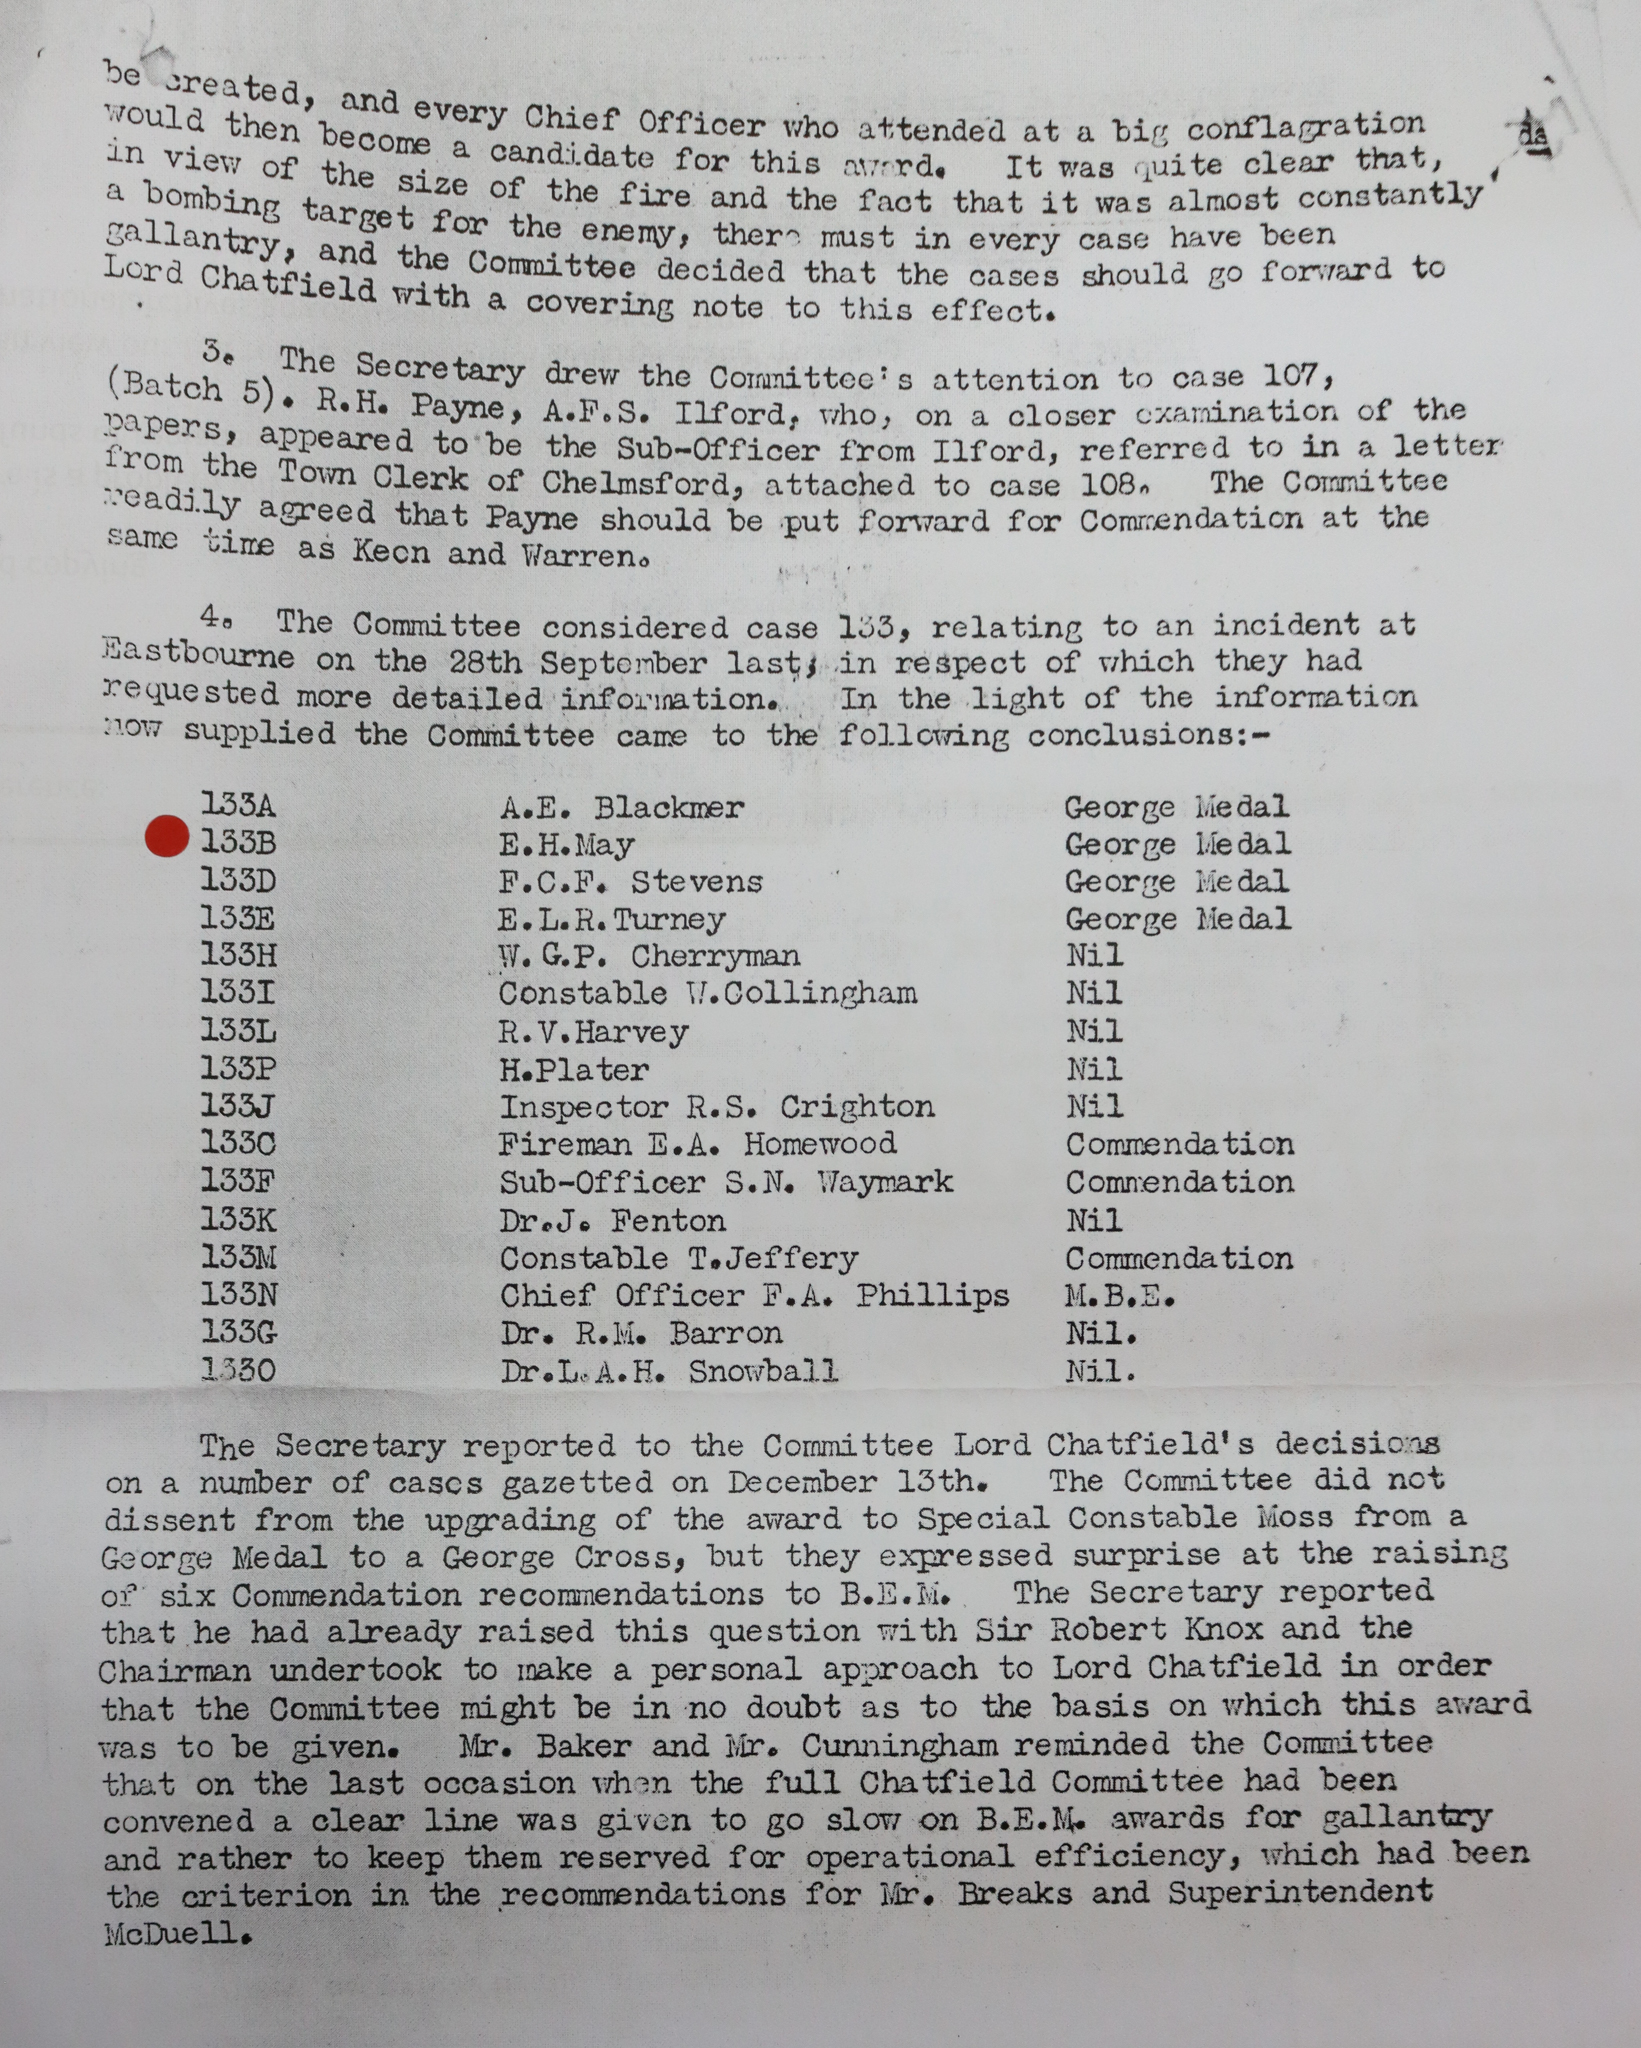 be created, and every Chief Officer who attended at a big conflagration
would then become a candidate for this award. It was quite clear that,
in view of the size of the fire and the fact that it was almost constantly
a bombing target for the enemy, there must in every case have been
gallantry, and the Committee decided that the cases should go forward to
Lord Chatfield with a covering note to this effect.
da
3. The Secretary drew the Committee's attention to case 107,
(Batch 5). R.H. Payne, A.F.S. Ilford, who, on a closer examination of the
papers, appeared to be the Sub-Officer from Ilford, referred to in a letter
from the Town Clerk of Chelmsford, attached to case 108. The Committee
readily agreed that Payne should be put forward for Commendation at the
same time as Keon and Warren.
4. The Committee considered case 133, relating to an incident at
Eastbourne on the 28th September last, in respect of which they had
requested more detailed information. In the light of the information
now supplied the Committee came to the following conclusions:-
133A A.E. Blackmer George Medal
133B E.H.May George Medal
133D F.C.F. Stevens George Medal
133E E.L.R.Turney George Medal
133H W.G.P. Cherryman Nil
133I Constable W.Collingham Nil
133L R.V.Harvey Nil
133P H.Plater Nil
133J Inspector R.S. Crighton Nil
133C Fireman E.A. Homewood Commendation
133F Sub-Officer S.N. Waymark Commendation
133K Dr.J. Fenton Nil
133M Constable T.Jeffery Commendation
133N Chief Officer F.A. Phillips M.B.E.
133G Dr. R.M. Barron Nil.
133O Dr.L.A.H. Snowball Nil.
The Secretary reported to the Committee Lord Chatfield's decisions
on a number of cases gazetted on December 13th. The Committee did not
dissent from the upgrading of the award to Special Constable Moss from a
George Medal to a George Cross, but they expressed surprise at the raising
of six Commendation recommendations to B.E.M. The Secretary reported
that he had already raised this question with Sir Robert Knox and the
Chairman undertook to make a personal approach to Lord Chatfield in order
that the Committee might be in no doubt as to the basis on which this award
was to be given. Mr. Baker and Mr. Cunningham reminded the Committee
that on the last occasion when the full Chatfield Committee had been
convened a clear line was given to go slow on B.E.M. awards for gallantry
and rather to keep them reserved for operational efficiency, which had been
the criterion in the recommendations for Mr. Breaks and Superintendent
McDuell.